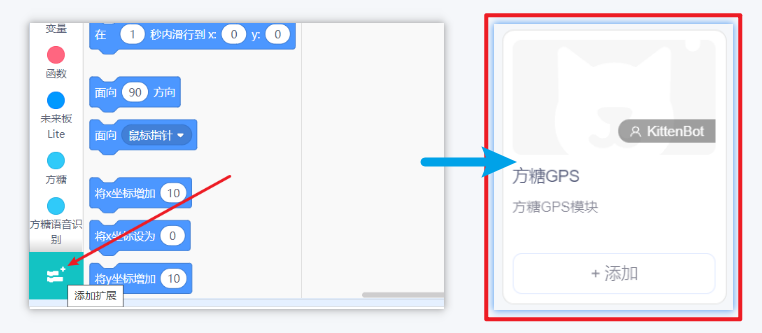 变量
函数
未来板
Lite
方糖
方糖语音识
别
添加扩展
在 1 秒内滑行到 x: 0 y: 0
面向 90 方向
面向 鼠标指针
将x坐标增加 10
将x坐标设为 0
将y坐标增加 10
KittenBot
方糖GPS
方糖GPS模块
+ 添加